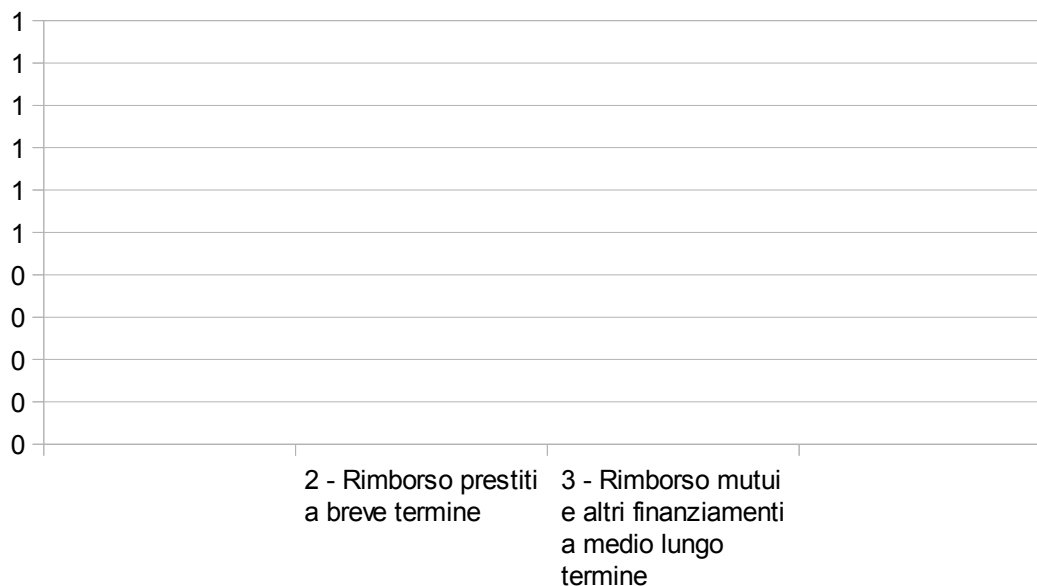 1
1
1
1
1
1
0
0
0
0
0
2 - Rimborso prestiti
a breve termine
3 - Rimborso mutui
e altri finanziamenti
a medio lungo
termine